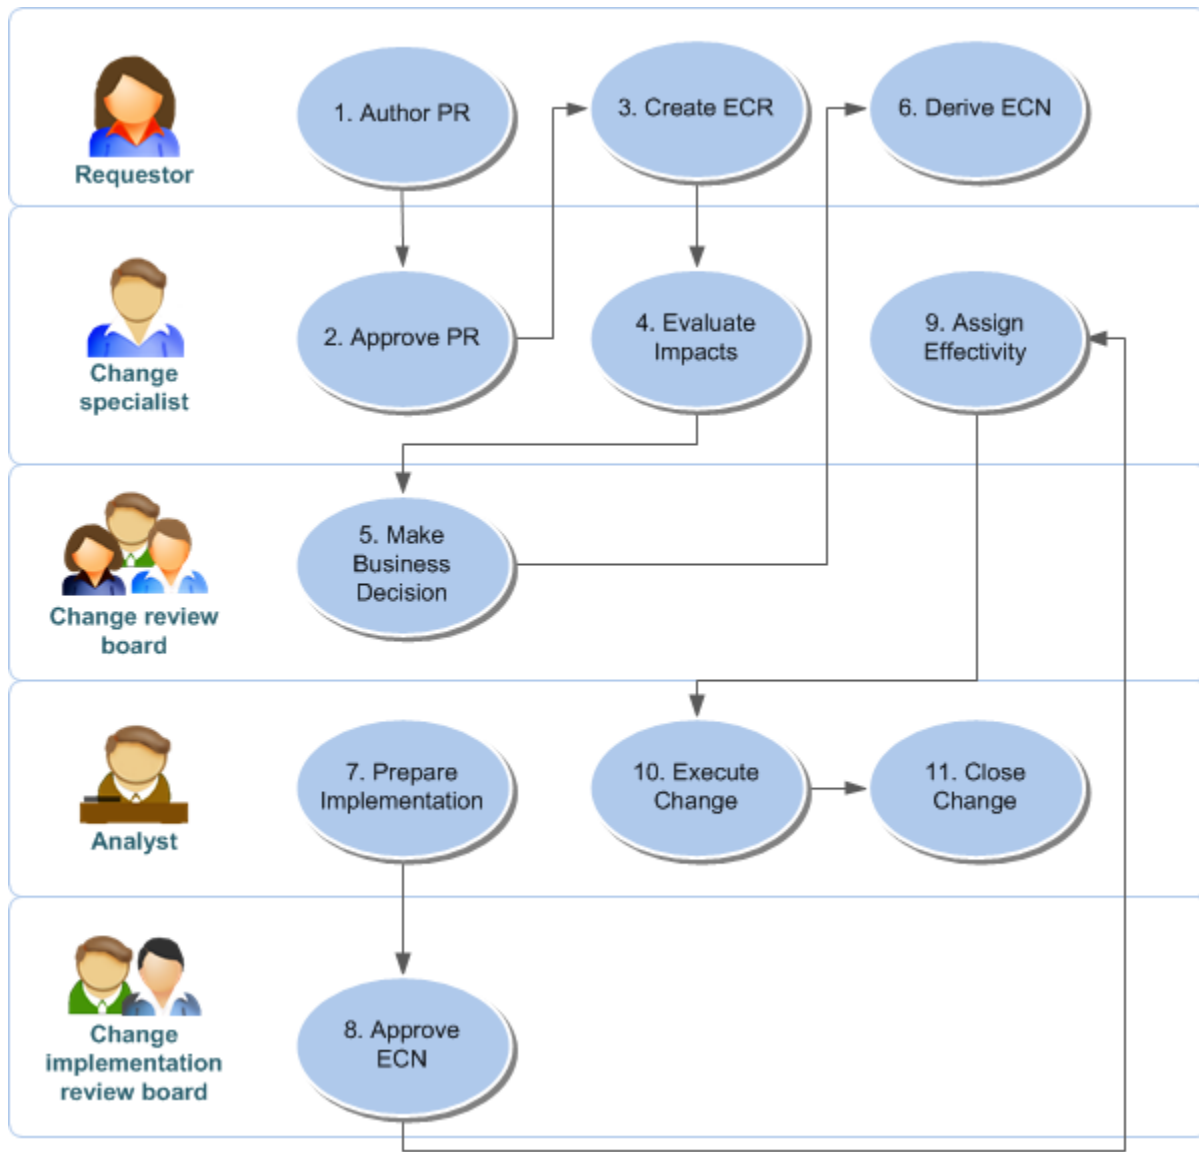 1. Author PR
3. Create ECR
6. Derive ECN
Requestor
2. Approve PR
4. Evaluate
Impacts
9. Assign
Effectivity
Change
specialist
5. Make
Business
Decision
Change review
board
7. Prepare
Implementation
10. Execute
Change
11. Close
Change
Analyst
8. Approve
ECN
Change
implementation
review board